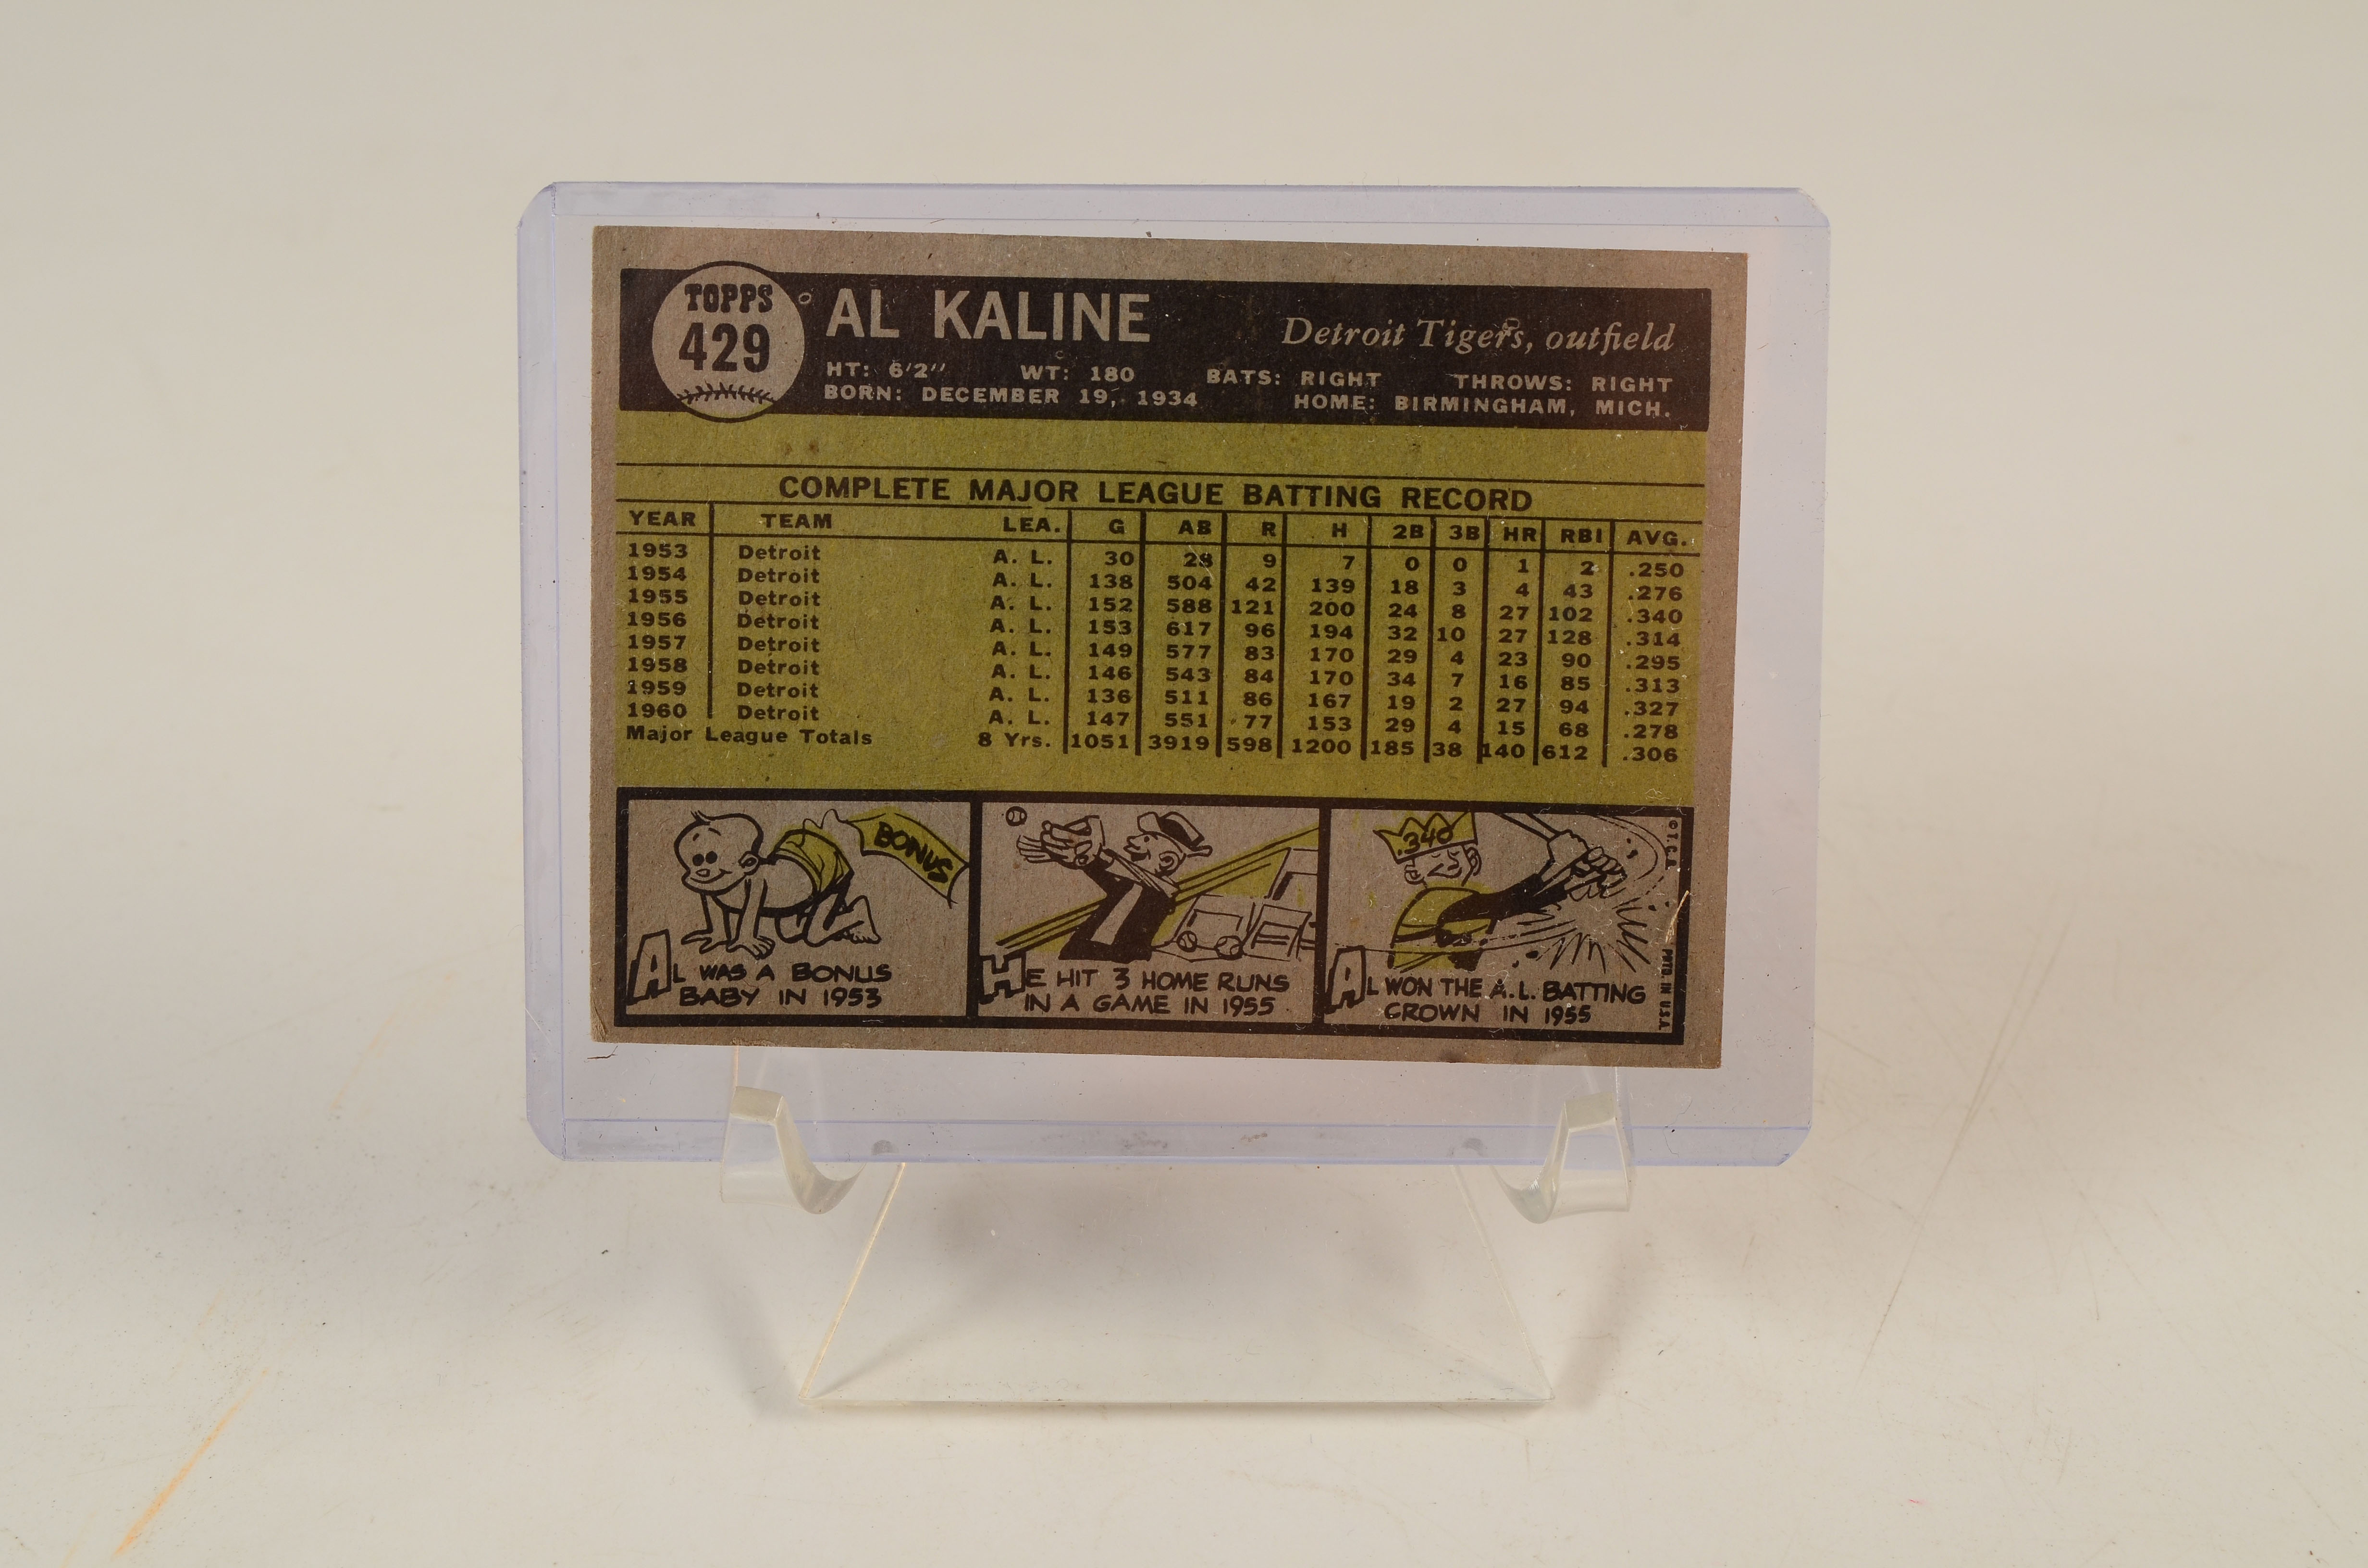 TOPPS
429
AL KALINE Detroit Tigers, outfield
HT: 6'2" WT: 180 BATS: RIGHT THROWS: RIGHT
BORN: DECEMBER 19, 1934 HOME: BIRMINGHAM, MICH.
COMPLETE MAJOR LEAGUE BATTING RECORD
YEAR TEAM LEA. G AB R H 2B 3B HR RBI AVG.
1953 Detroit A. L. 30 28 9 7 0 0 1 2 .250
1954 Detroit A. L. 138 504 42 139 18 3 4 43 .276
1955 Detroit A. L. 152 588 121 200 24 8 27 102 .340
1956 Detroit A. L. 153 617 96 194 32 10 27 128 .314
1957 Detroit A. L. 149 577 83 170 29 4 23 90 .295
1958 Detroit A. L. 146 543 84 170 34 7 16 85 .313
1959 Detroit A. L. 136 511 86 167 19 2 27 94 .327
1960 Detroit A. L. 147 551 77 153 29 4 15 68 .278
Major League Totals 8 Yrs. 1051 3919 598 1200 185 38 140 612 .306
BONUS
AL WAS A BONUS
BABY IN 1953
HE HIT 3 HOME RUNS
IN A GAME IN 1955
.340
AL WON THE A.L. BATTING
CROWN IN 1955
© T.C.G. PRTD. IN U.S.A.